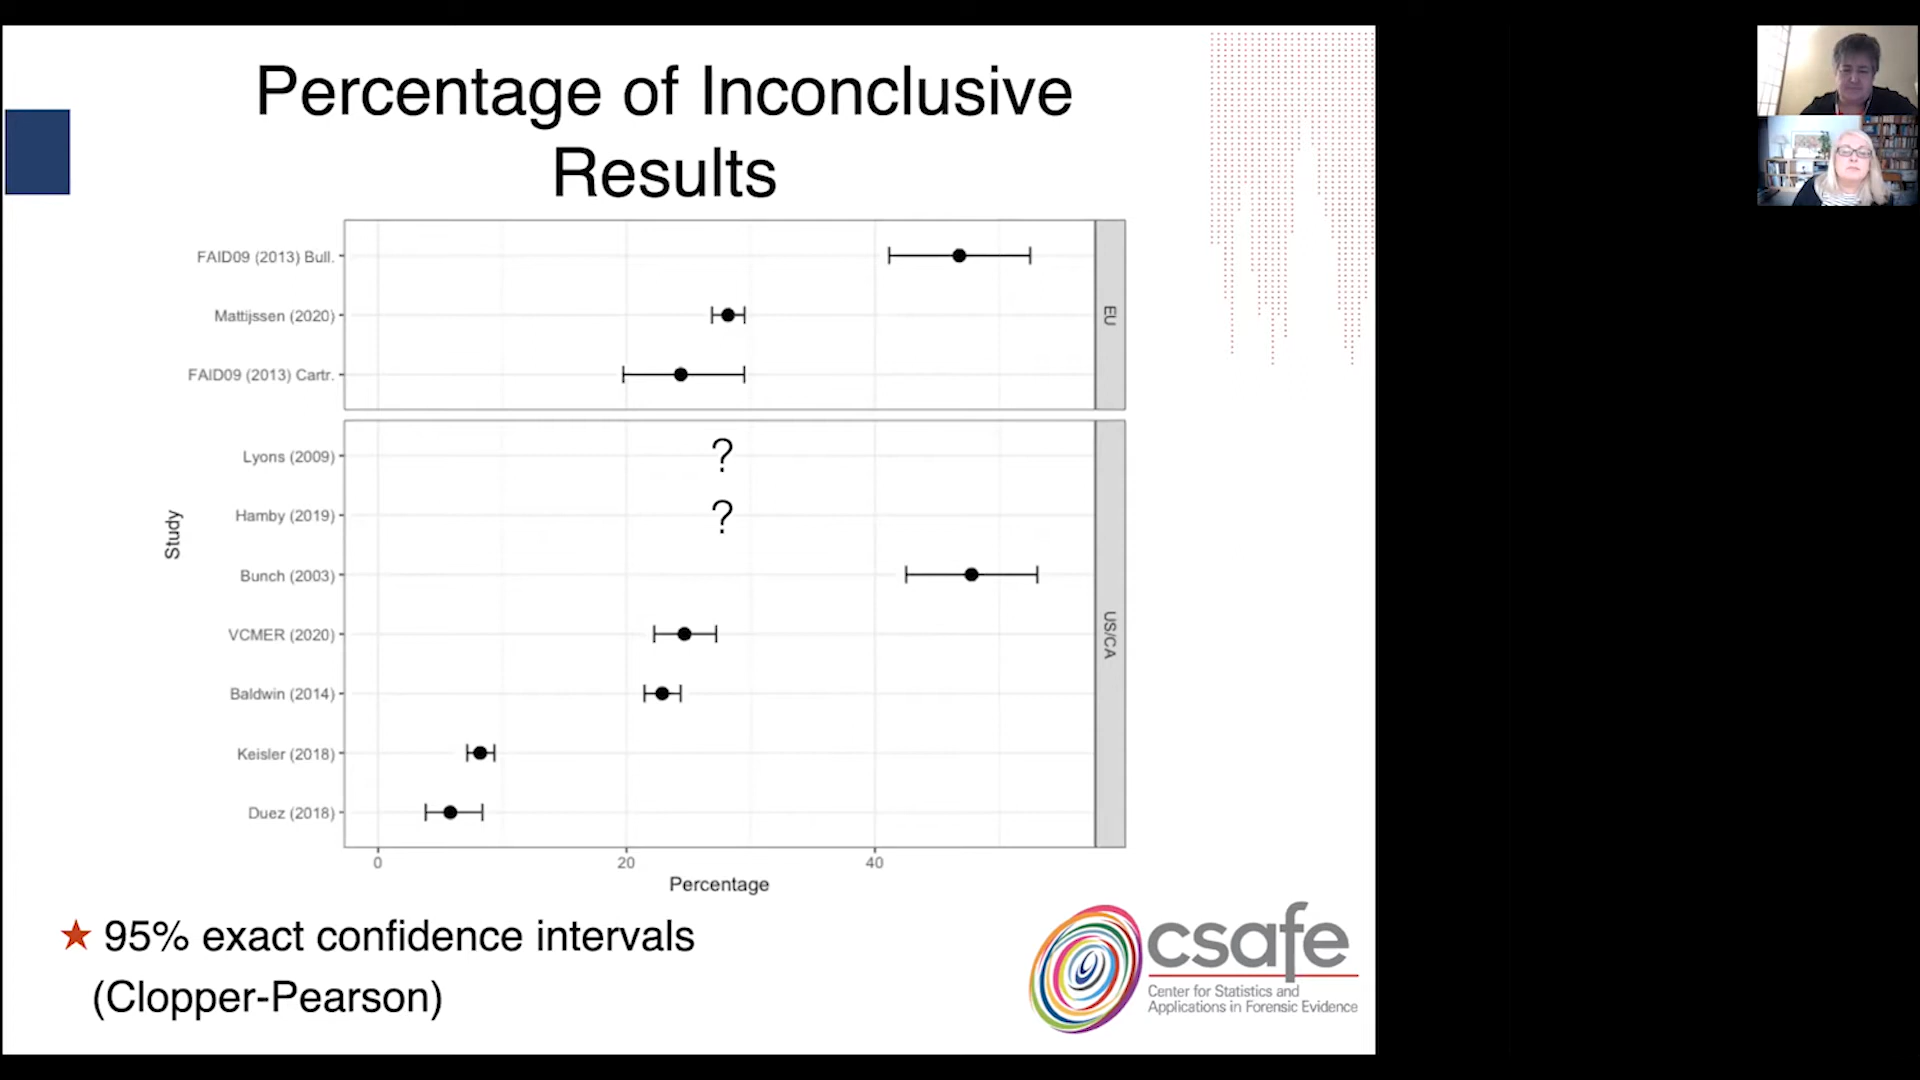 Percentage of Inconclusive
Results
FAID09 (2013) Bull.
Mattijssen (2020)
FAID09 (2013) Cartr.
EU
Lyons (2009)
?
Hamby (2019)
?
Bunch (2003)
VCMER (2020)
Baldwin (2014)
Keisler (2018)
Duez (2018)
US/CA
Study
0
20
40
Percentage
★ 95% exact confidence intervals
(Clopper-Pearson)
csafe
Center for Statistics and
Applications in Forensic Evidence